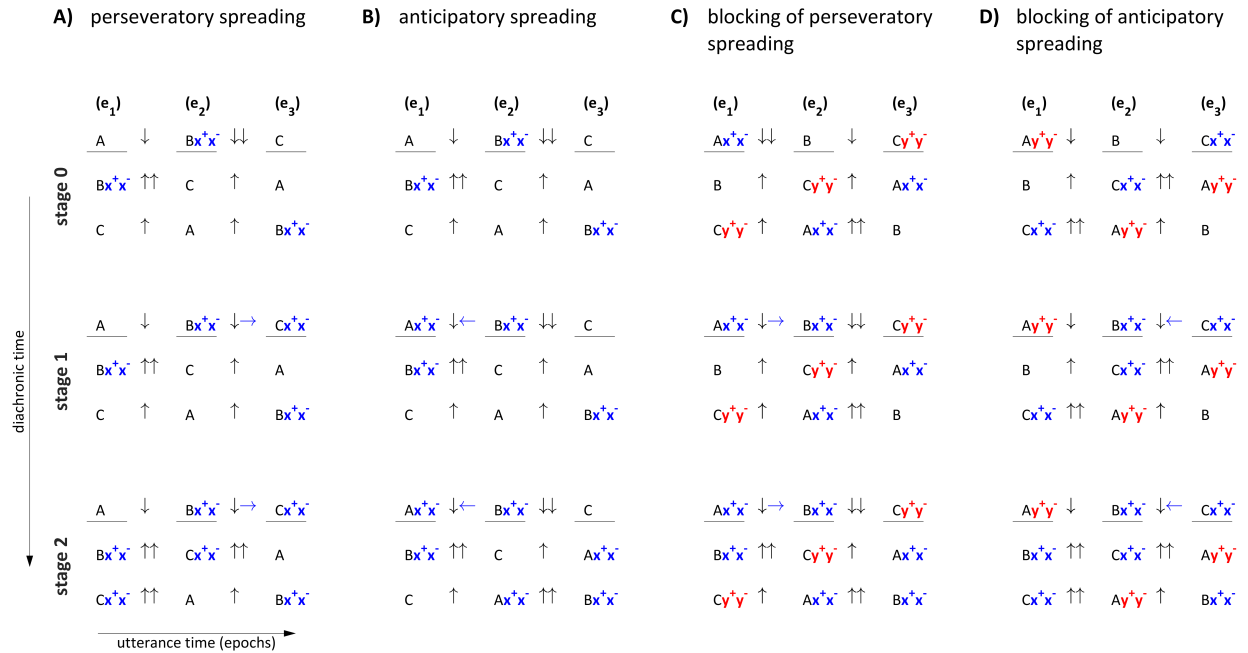 A) perseveratory spreading
B) anticipatory spreading
C) blocking of perseveratory spreading
D) blocking of anticipatory spreading
(e₁) (e₂) (e₃) (e₁) (e₂) (e₃) (e₁) (e₂) (e₃) (e₁) (e₂) (e₃)
stage 0
A ↓ Bx⁺x⁻ ↓↓ C A ↓ Bx⁺x⁻ ↓↓ C Ax⁺x⁻ ↓↓ B ↓ Cy⁺y⁻ Ay⁺y⁻ ↓ B ↓ Cx⁺x⁻
Bx⁺x⁻ ↑↑ C ↑ A Bx⁺x⁻ ↑↑ C ↑ A B ↑ Cy⁺y⁻ ↑ Ax⁺x⁻ B ↑ Cx⁺x⁻ ↑↑ Ay⁺y⁻
C ↑ A ↑ Bx⁺x⁻ C ↑ A ↑ Bx⁺x⁻ Cy⁺y⁻ ↑ Ax⁺x⁻ ↑↑ B Cx⁺x⁻ ↑↑ Ay⁺y⁻ ↑ B
stage 1
A ↓ Bx⁺x⁻ ↓→ Cx⁺x⁻ Ax⁺x⁻ ↓← Bx⁺x⁻ ↓↓ C Ax⁺x⁻ ↓→ Bx⁺x⁻ ↓↓ Cy⁺y⁻ Ay⁺y⁻ ↓ Bx⁺x⁻ ↓← Cx⁺x⁻
Bx⁺x⁻ ↑↑ C ↑ A Bx⁺x⁻ ↑↑ C ↑ A B ↑ Cy⁺y⁻ ↑ Ax⁺x⁻ B ↑ Cx⁺x⁻ ↑↑ Ay⁺y⁻
C ↑ A ↑ Bx⁺x⁻ C ↑ A ↑ Bx⁺x⁻ Cy⁺y⁻ ↑ Ax⁺x⁻ ↑↑ B Cx⁺x⁻ ↑↑ Ay⁺y⁻ ↑ B
stage 2
A ↓ Bx⁺x⁻ ↓→ Cx⁺x⁻ Ax⁺x⁻ ↓← Bx⁺x⁻ ↓↓ C Ax⁺x⁻ ↓→ Bx⁺x⁻ ↓↓ Cy⁺y⁻ Ay⁺y⁻ ↓ Bx⁺x⁻ ↓← Cx⁺x⁻
Bx⁺x⁻ ↑↑ Cx⁺x⁻ ↑↑ A Bx⁺x⁻ ↑↑ C ↑ Ax⁺x⁻ Bx⁺x⁻ ↑↑ Cy⁺y⁻ ↑ Ax⁺x⁻ Bx⁺x⁻ ↑↑ Cx⁺x⁻ ↑↑ Ay⁺y⁻
Cx⁺x⁻ ↑↑ A ↑ Bx⁺x⁻ C ↑ Ax⁺x⁻ ↑↑ Bx⁺x⁻ Cy⁺y⁻ ↑ Ax⁺x⁻ ↑↑ Bx⁺x⁻ Cx⁺x⁻ ↑↑ Ay⁺y⁻ ↑ Bx⁺x⁻
diachronic time
utterance time (epochs)